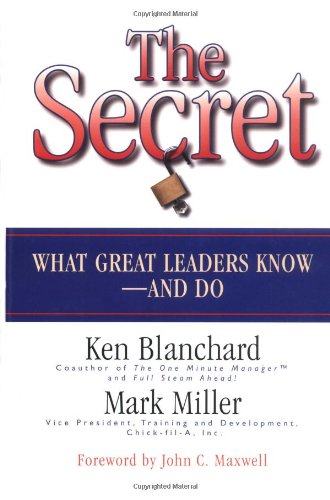 The
Secret
WHAT GREAT LEADERS KNOW
—AND DO
Ken Blanchard
Coauthor of The One Minute Manager™
and Full Steam Ahead!
Mark Miller
Vice President, Training and Development,
Chick-fil-A, Inc.
Foreword by John C. Maxwell